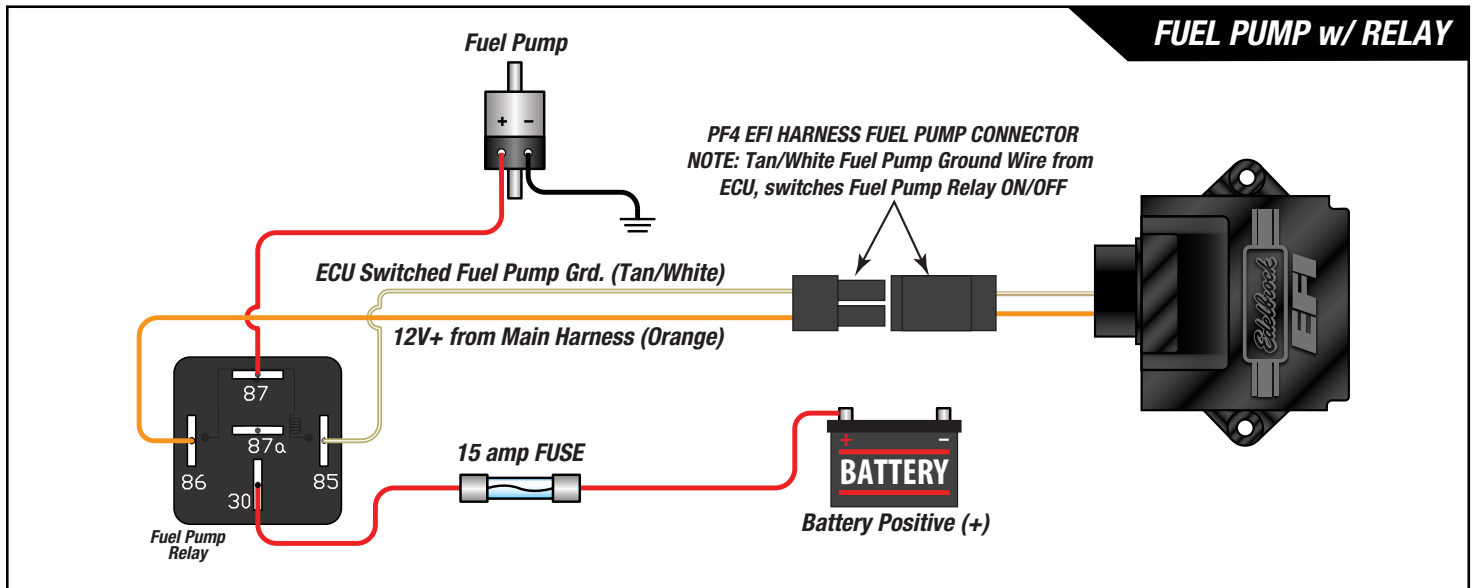 FUEL PUMP w/ RELAY
Fuel Pump
+ −
PF4 EFI HARNESS FUEL PUMP CONNECTOR
NOTE: Tan/White Fuel Pump Ground Wire from
ECU, switches Fuel Pump Relay ON/OFF
ECU Switched Fuel Pump Grd. (Tan/White)
12V+ from Main Harness (Orange)
Edelbrock
EFI
87
87a
86
85
30
Fuel Pump
Relay
15 amp FUSE
+ −
BATTERY
Battery Positive (+)